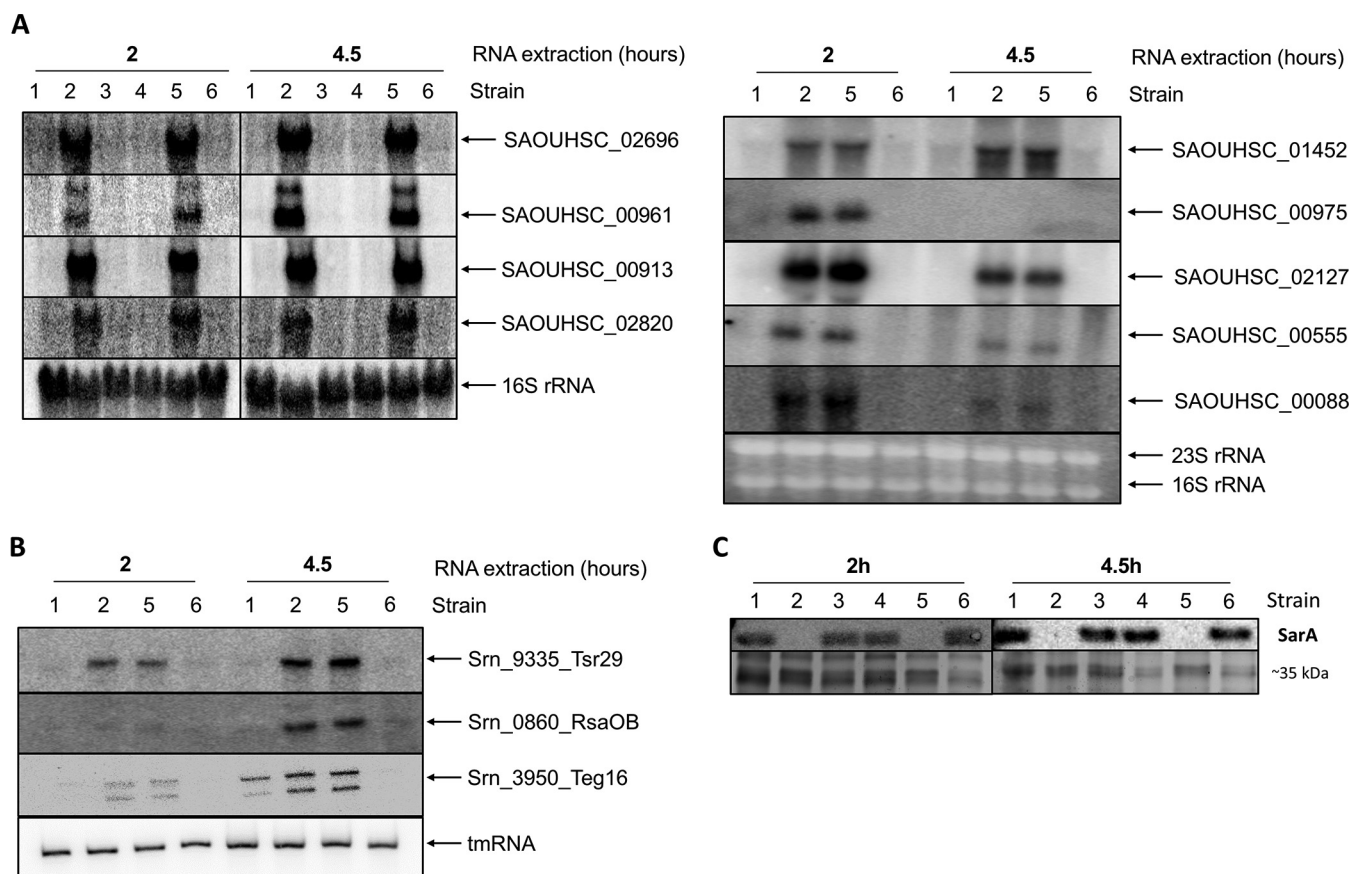 A
2 4.5 RNA extraction (hours)
1 2 3 4 5 6 1 2 3 4 5 6 Strain
SAOUHSC_02696
SAOUHSC_00961
SAOUHSC_00913
SAOUHSC_02820
16S rRNA
2 4.5 RNA extraction (hours)
1 2 5 6 1 2 5 6 Strain
SAOUHSC_01452
SAOUHSC_00975
SAOUHSC_02127
SAOUHSC_00555
SAOUHSC_00088
23S rRNA
16S rRNA
B
2 4.5 RNA extraction (hours)
1 2 5 6 1 2 5 6 Strain
Srn_9335_Tsr29
Srn_0860_RsaOB
Srn_3950_Teg16
tmRNA
C
2h 4.5h
1 2 3 4 5 6 1 2 3 4 5 6 Strain
SarA
~35 kDa